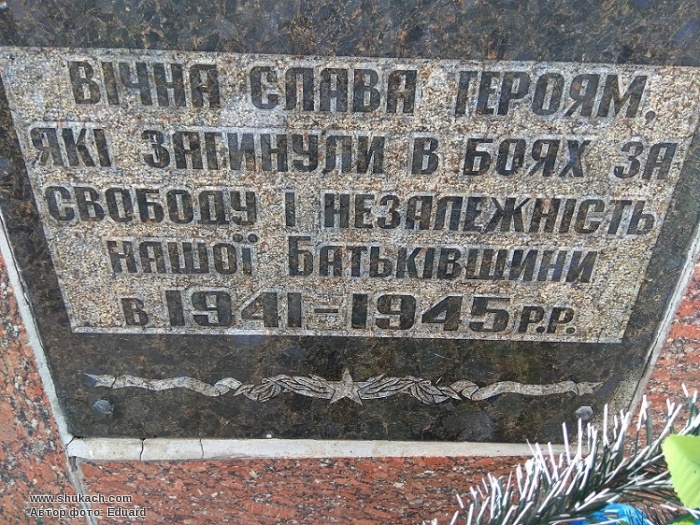 ВІЧНА СЛАВА ГЕРОЯМ,
ЯКІ ЗАГИНУЛИ В БОЯХ ЗА
СВОБОДУ І НЕЗАЛЕЖНІСТЬ
НАШОЇ БАТЬКІВЩИНИ
В 1941-1945 Р.Р.
www.shukach.com
Автор фото: Eduard